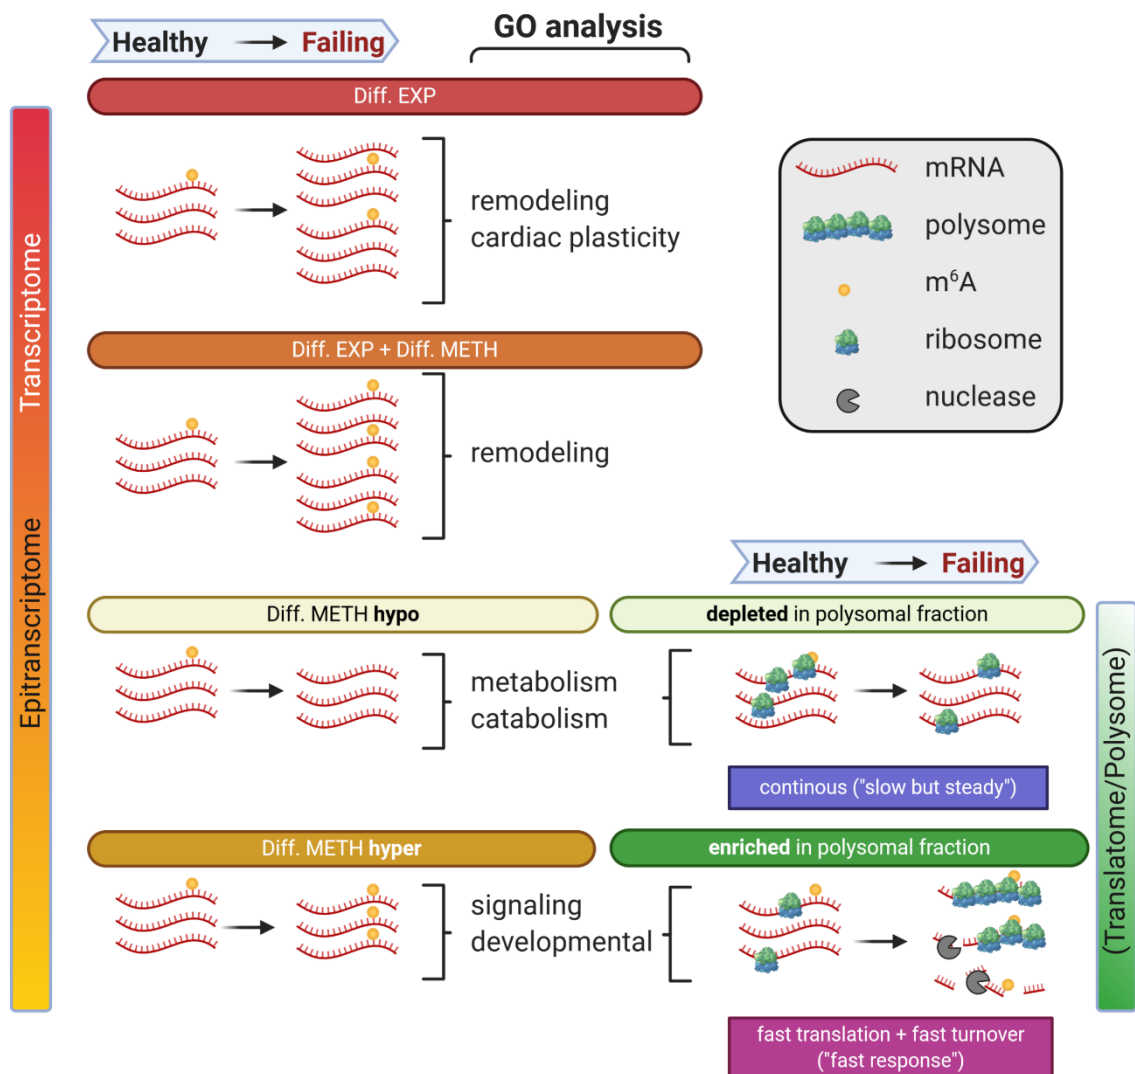 Healthy → Failing
GO analysis
Diff. EXP
remodeling
cardiac plasticity
mRNA
polysome
m⁶A
ribosome
nuclease
Transcriptome
Epitranscriptome
Diff. EXP + Diff. METH
remodeling
Healthy → Failing
Diff. METH hypo
depleted in polysomal fraction
metabolism
catabolism
continous ("slow but steady")
Diff. METH hyper
enriched in polysomal fraction
signaling
developmental
fast translation + fast turnover
("fast response")
(Translatome/Polysome)